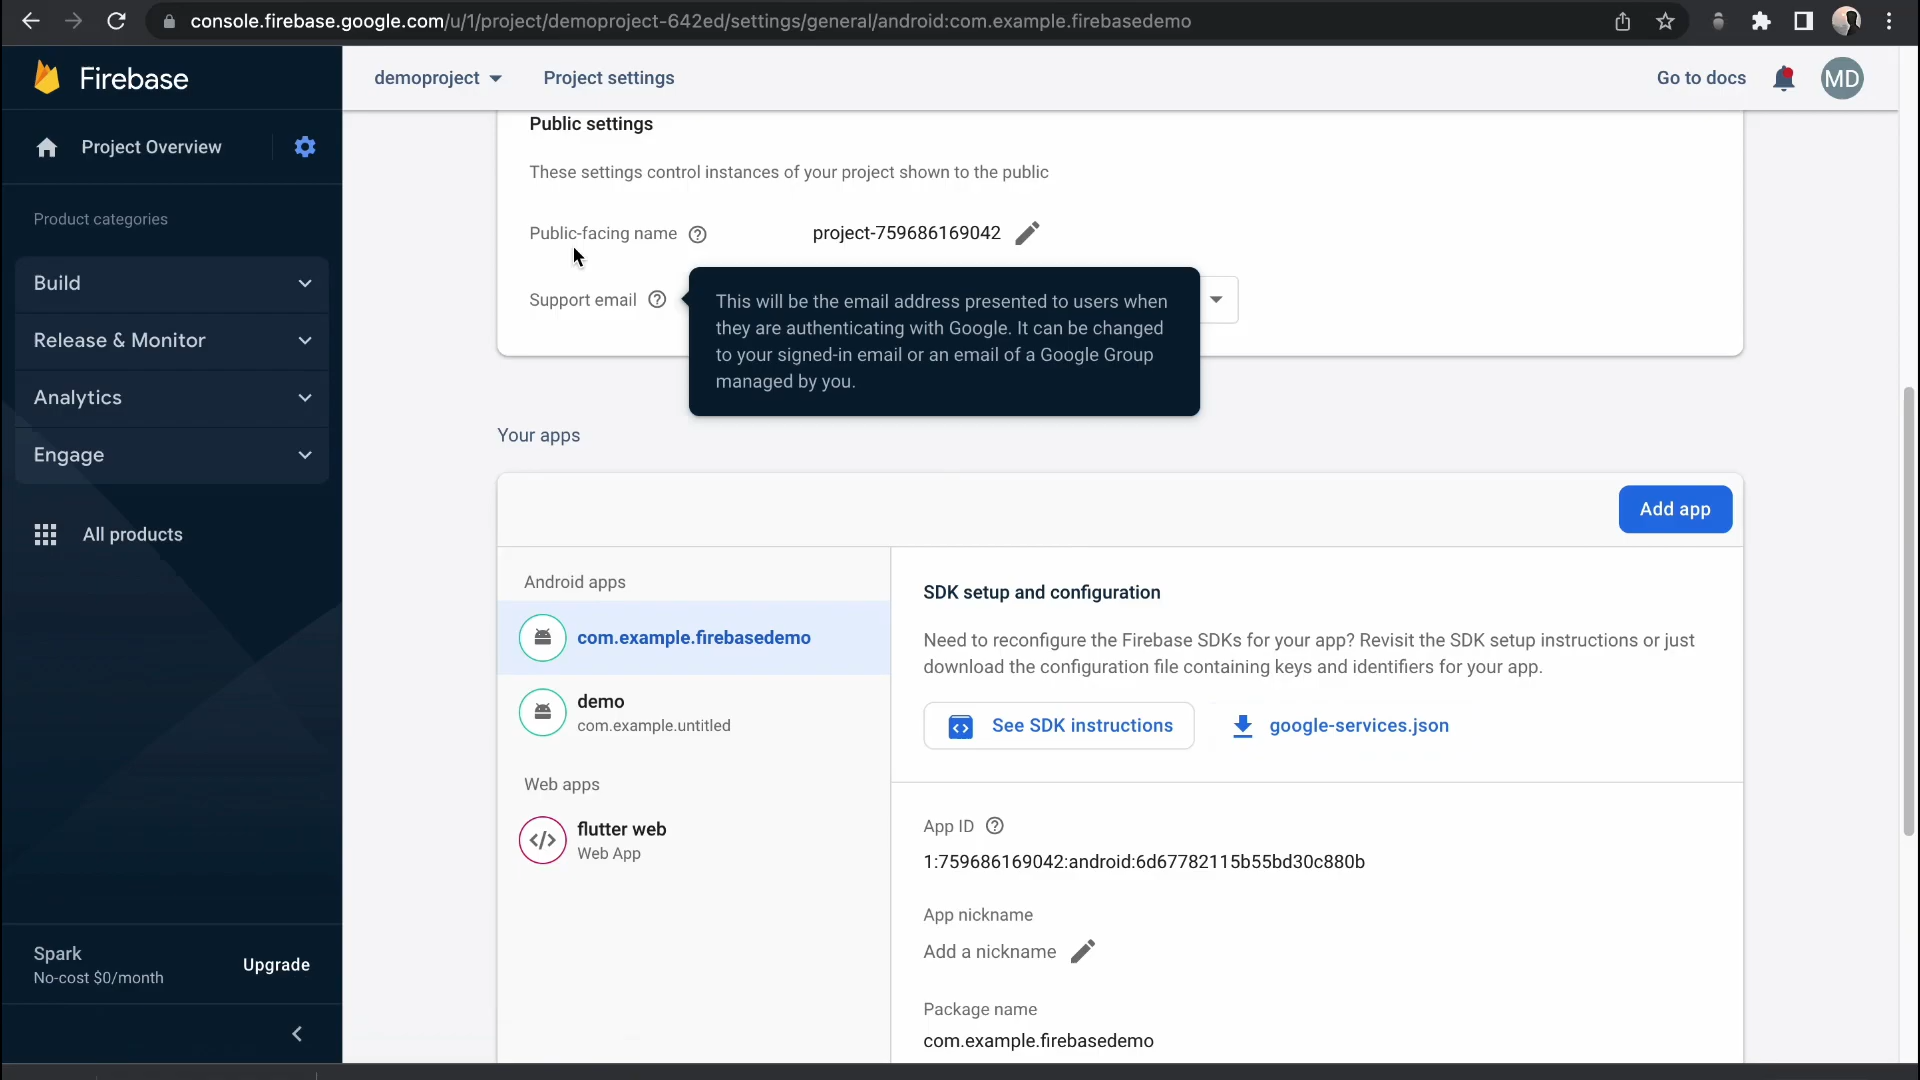 console.firebase.google.com/u/1/project/demoproject-642ed/settings/general/android:com.example.firebasedemo
Firebase
demoproject
Project settings
Go to docs
MD
Project Overview
Product categories
Build
Release & Monitor
Analytics
Engage
All products
Spark
No-cost $0/month
Upgrade
Public settings
These settings control instances of your project shown to the public
Public-facing name
project-759686169042
Support email
This will be the email address presented to users when
they are authenticating with Google. It can be changed
to your signed-in email or an email of a Google Group
managed by you.
Your apps
Add app
Android apps
com.example.firebasedemo
demo
com.example.untitled
Web apps
flutter web
Web App
SDK setup and configuration
Need to reconfigure the Firebase SDKs for your app? Revisit the SDK setup instructions or just
download the configuration file containing keys and identifiers for your app.
See SDK instructions
google-services.json
App ID
1:759686169042:android:6d67782115b55bd30c880b
App nickname
Add a nickname
Package name
com.example.firebasedemo